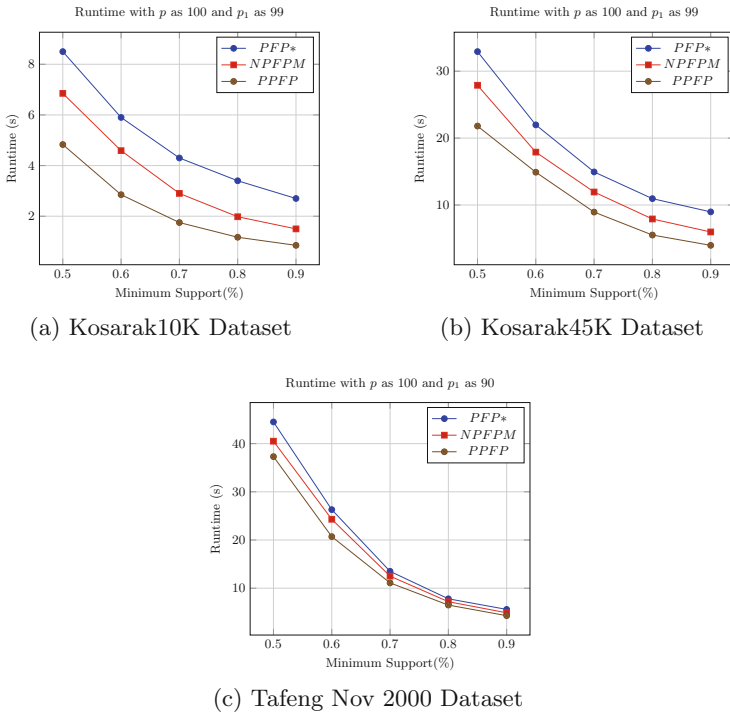 Runtime with p as 100 and p₁ as 99
PFP∗
NPFPM
PPFP
8
6
4
2
Runtime (s)
0.5 0.6 0.7 0.8 0.9
Minimum Support(%)
(a) Kosarak10K Dataset
Runtime with p as 100 and p₁ as 99
PFP∗
NPFPM
PPFP
30
20
10
Runtime (s)
0.5 0.6 0.7 0.8 0.9
Minimum Support(%)
(b) Kosarak45K Dataset
Runtime with p as 100 and p₁ as 90
PFP∗
NPFPM
PPFP
40
30
20
10
Runtime (s)
0.5 0.6 0.7 0.8 0.9
Minimum Support(%)
(c) Tafeng Nov 2000 Dataset